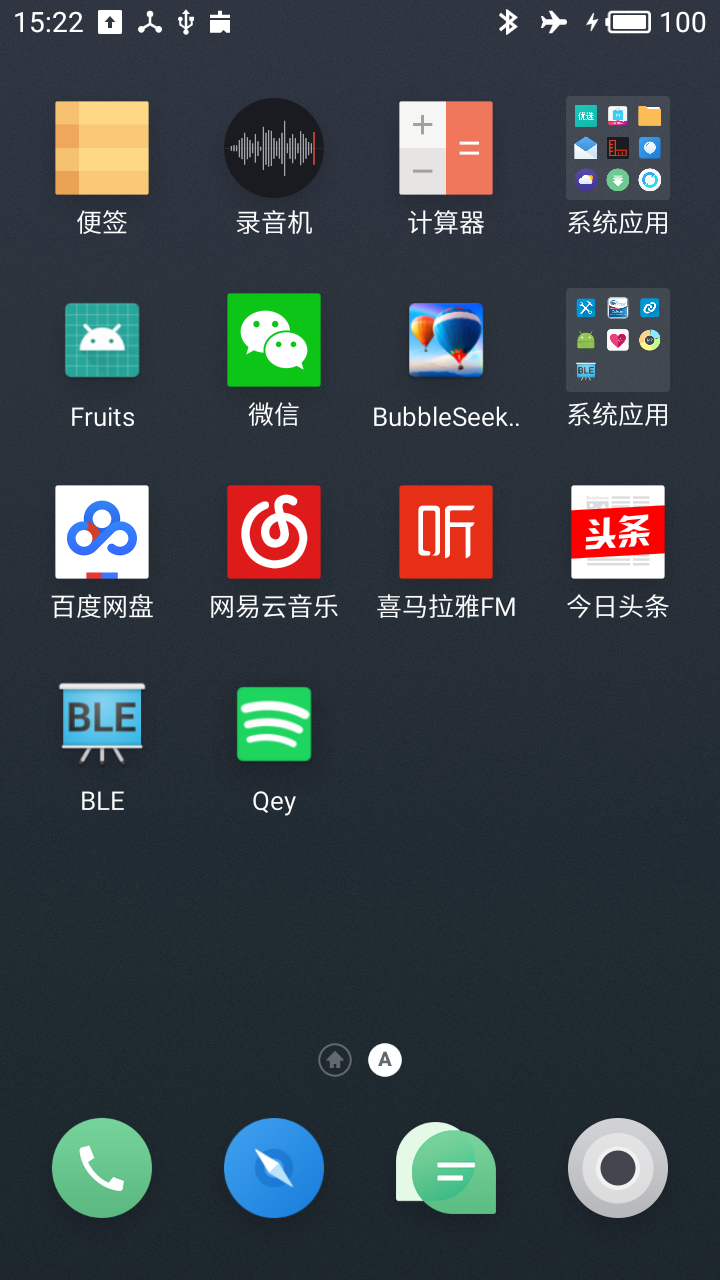 15:22
100
便签
录音机
计算器
优选
系统应用
Fruits
微信
BubbleSeek..
BLE
系统应用
听
头条
百度网盘
网易云音乐
喜马拉雅FM
今日头条
BLE
BLE
Qey
A